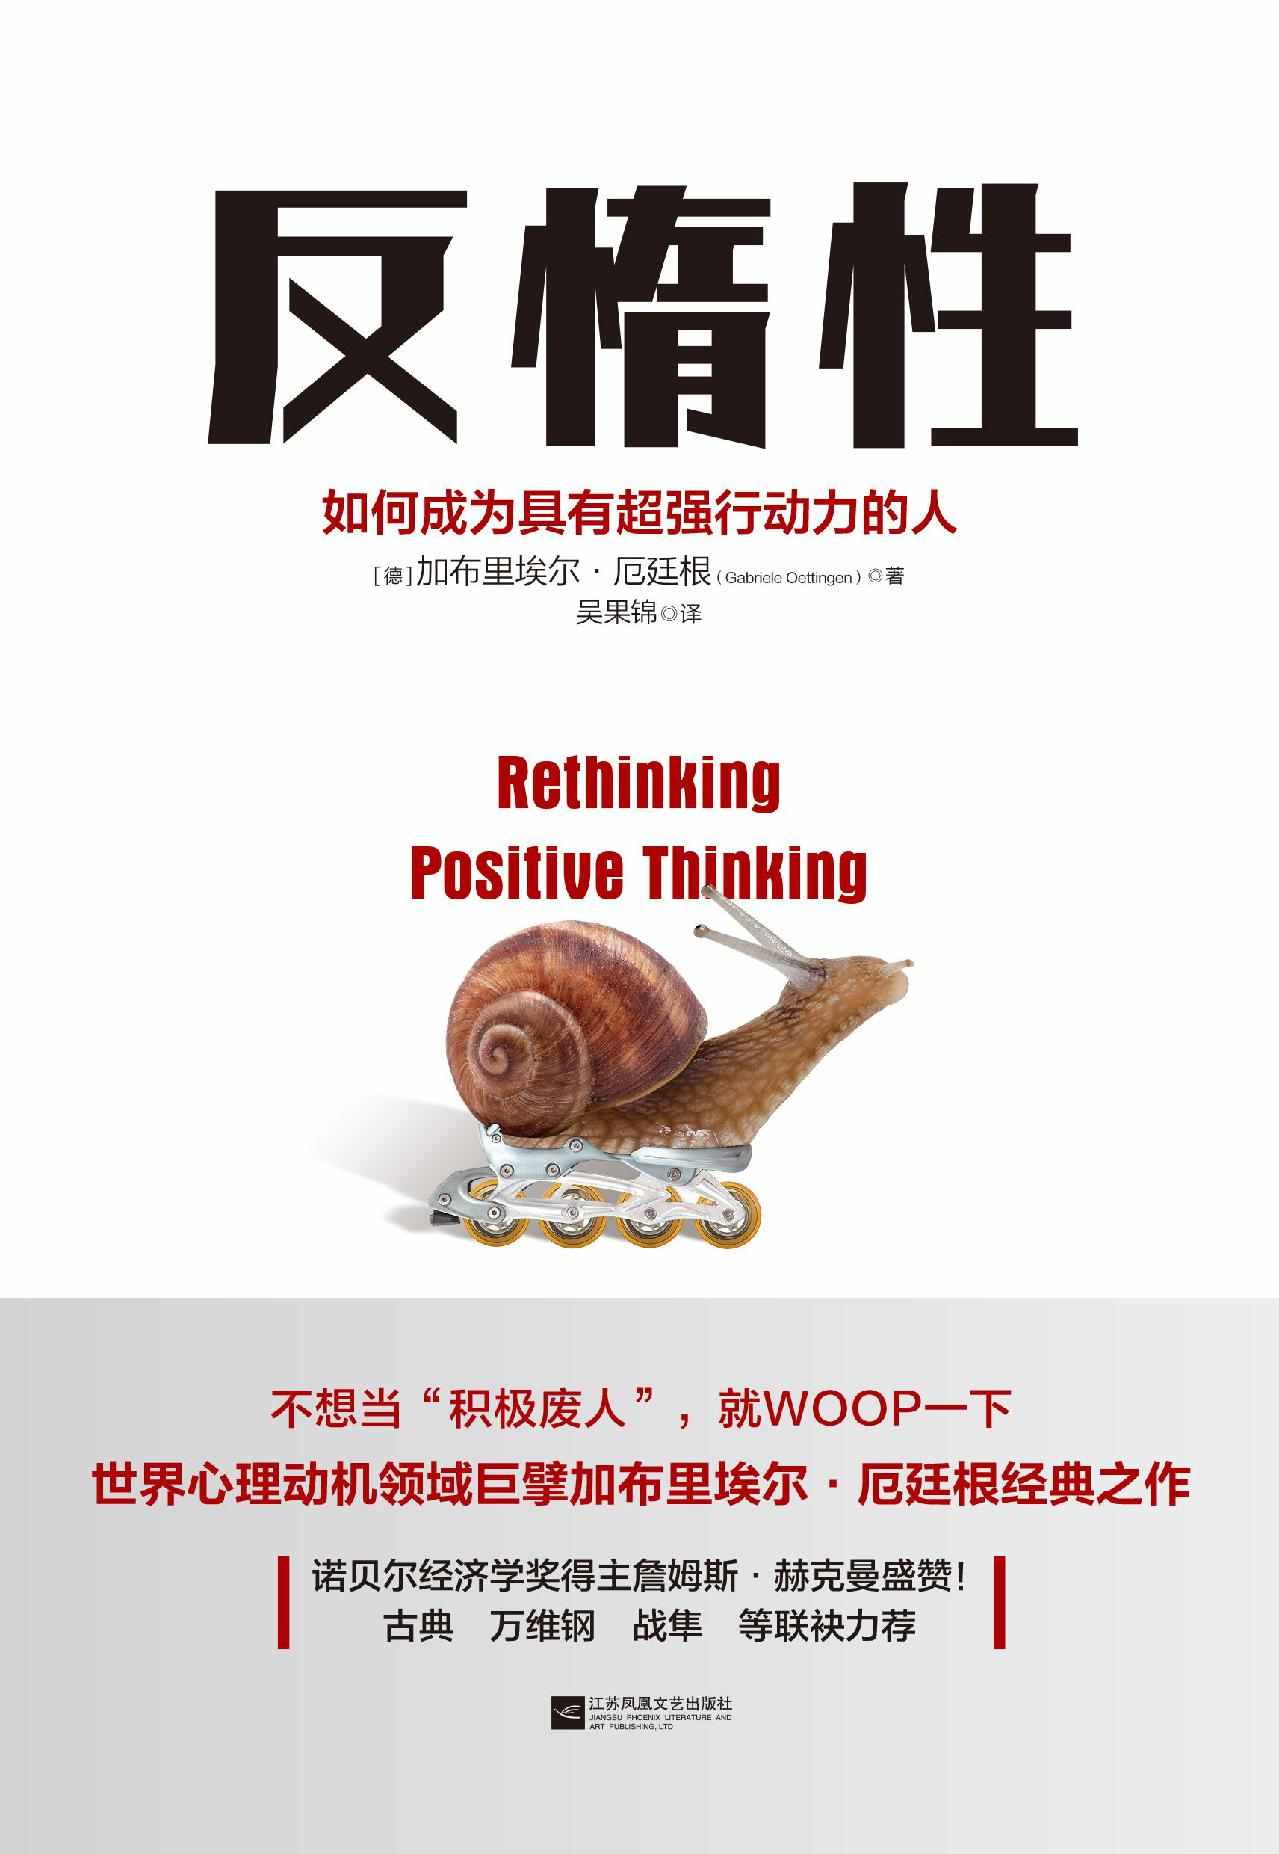 反惰性
如何成为具有超强行动力的人
[德]加布里埃尔·厄廷根(Gabriele Oettingen)◎著
吴果锦◎译
Rethinking
Positive Thinking
不想当“积极废人”，就WOOP一下
世界心理动机领域巨擘加布里埃尔·厄廷根经典之作
诺贝尔经济学奖得主詹姆斯·赫克曼盛赞！
古典 万维钢 战隼 等联袂力荐
江苏凤凰文艺出版社
JIANGSU PHOENIX LITERATURE AND
ART PUBLISHING, LTD